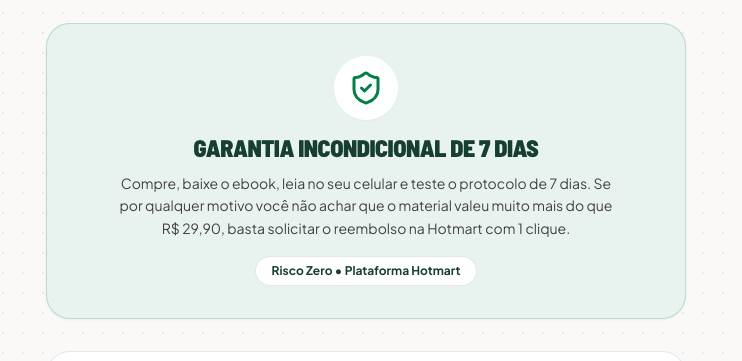 GARANTIA INCONDICIONAL DE 7 DIAS
Compre, baixe o ebook, leia no seu celular e teste o protocolo de 7 dias. Se
por qualquer motivo você não achar que o material valeu muito mais do que
R$ 29,90, basta solicitar o reembolso na Hotmart com 1 clique.
Risco Zero • Plataforma Hotmart